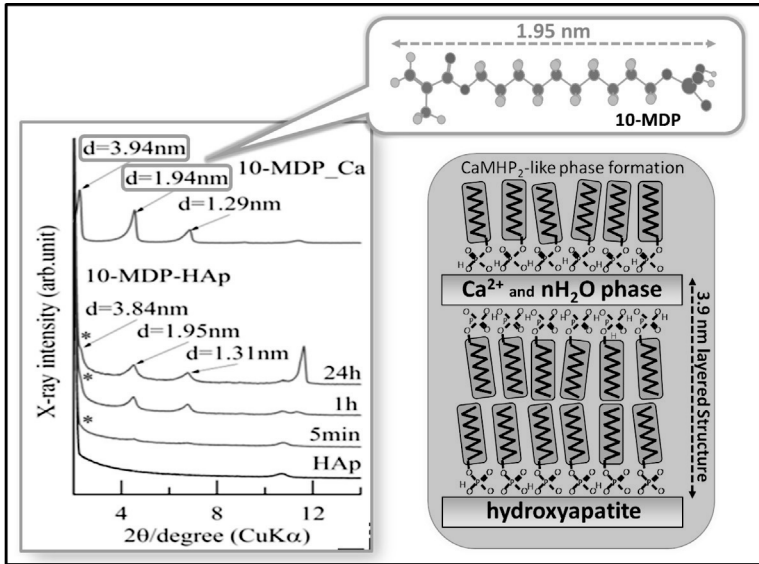 1.95 nm
10-MDP
d=3.94nm
d=1.94nm
10-MDP_Ca
d=1.29nm
10-MDP-HAp
d=3.84nm
d=1.95nm
d=1.31nm
*
24h
*
1h
*
5min
HAp
X-ray intensity (arb.unit)
4 8 12
2θ/degree (CuKα)
CaMHP₂-like phase formation
Ca²⁺ and nH₂O phase
hydroxyapatite
3.9 nm layered Structure